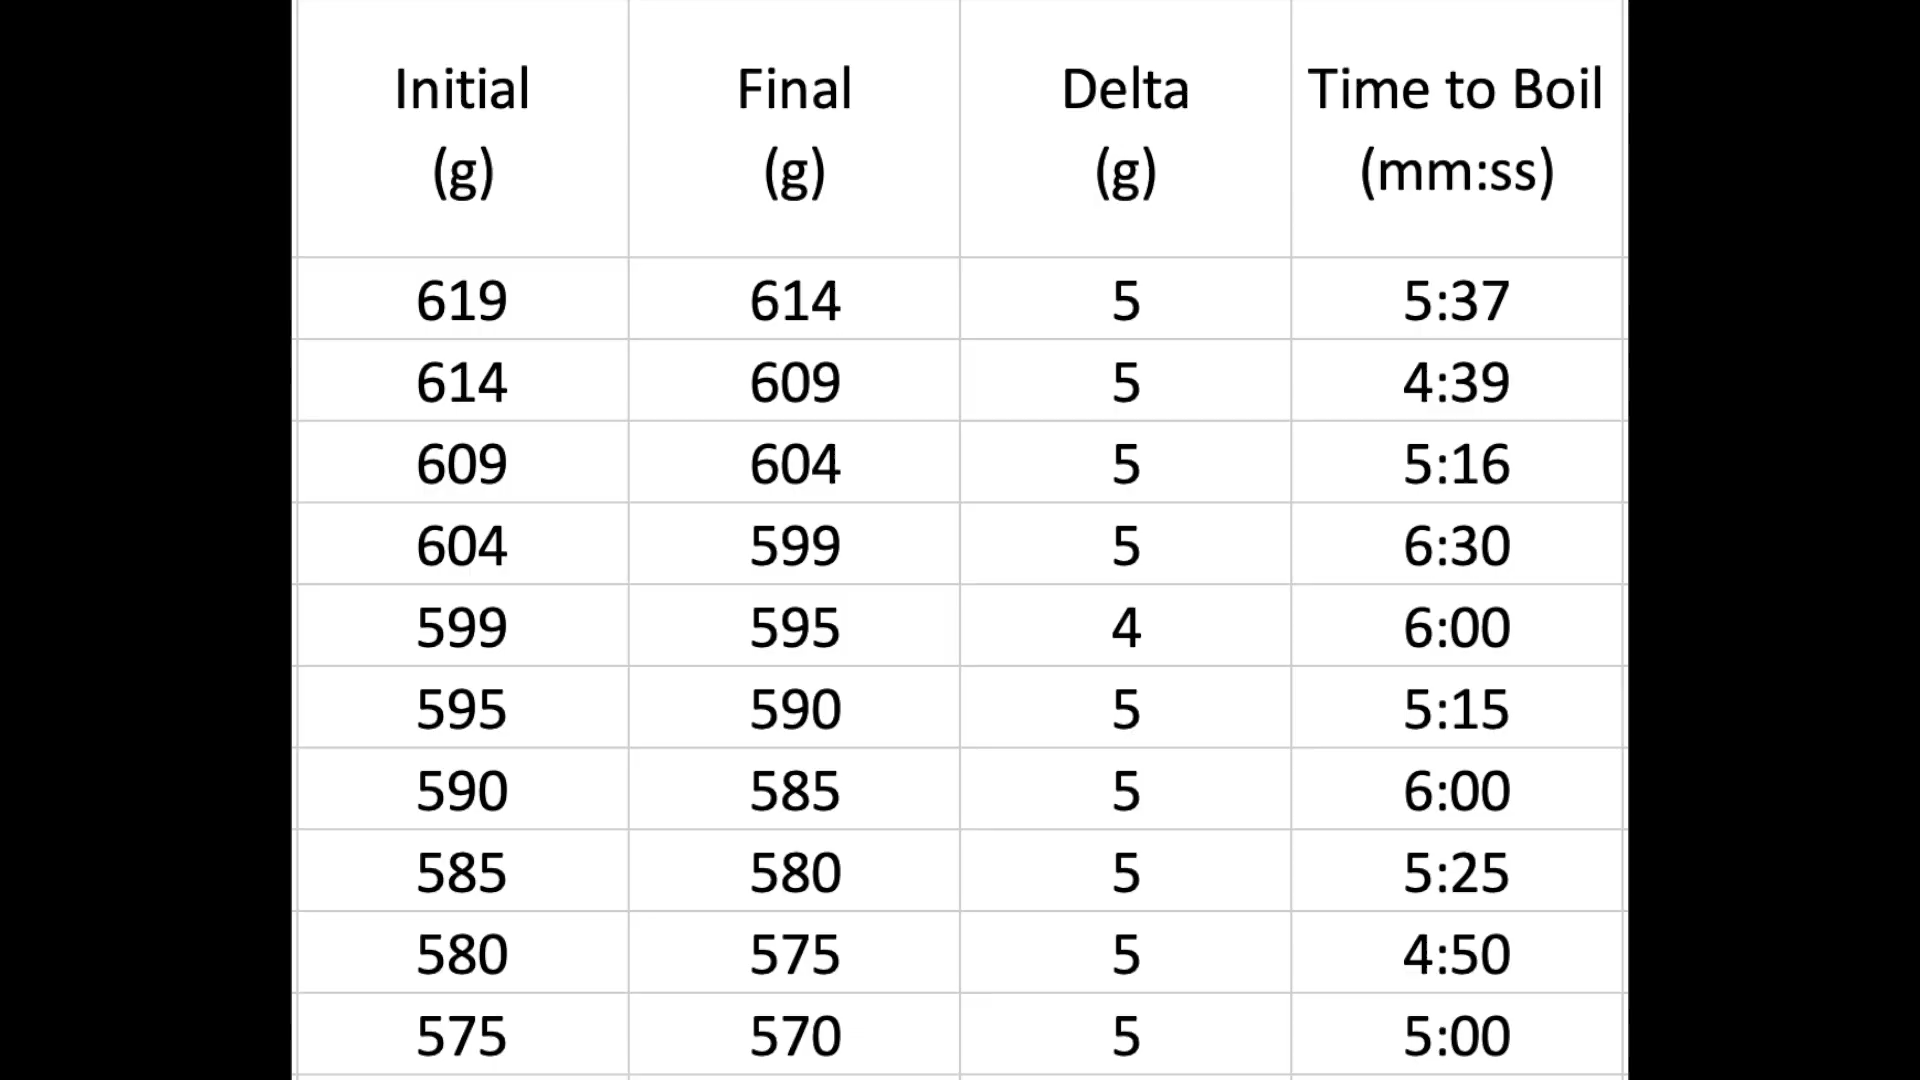 Initial (g) Final (g) Delta (g) Time to Boil (mm:ss)
619 614 5 5:37
614 609 5 4:39
609 604 5 5:16
604 599 5 6:30
599 595 4 6:00
595 590 5 5:15
590 585 5 6:00
585 580 5 5:25
580 575 5 4:50
575 570 5 5:00